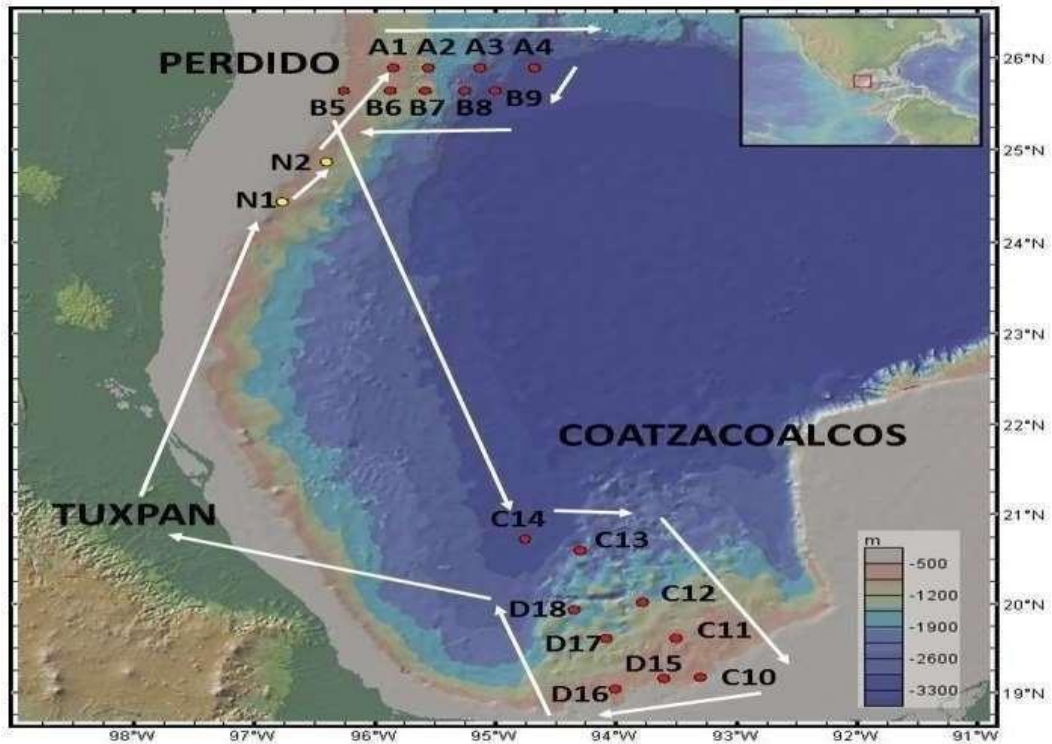 A1 A2 A3 A4
PERDIDO
B5 B6 B7 B8 B9
N2
N1
26°N
25°N
24°N
23°N
22°N
21°N
20°N
19°N
COATZACOALCOS
TUXPAN
C14
C13
D18
C12
D17
C11
D15
D16
C10
m
-500
-1200
-1900
-2600
-3300
98°W 97°W 96°W 95°W 94°W 93°W 92°W 91°W